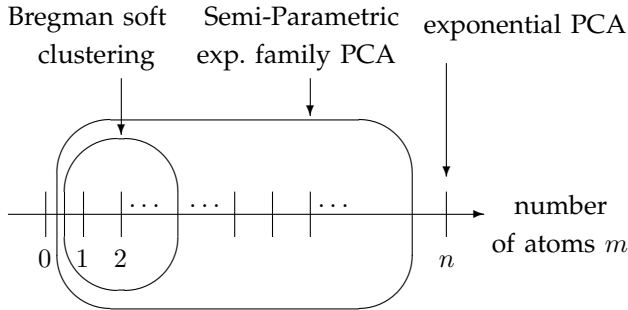 Bregman soft
clustering
Semi-Parametric
exp. family PCA
exponential PCA
... ... ...
0 1 2 n
number
of atoms m